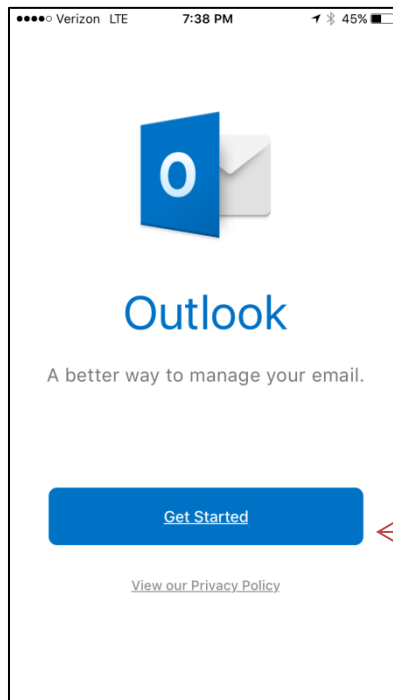 Verizon LTE 7:38 PM 45%
O
Outlook
A better way to manage your email.
Get Started
View our Privacy Policy